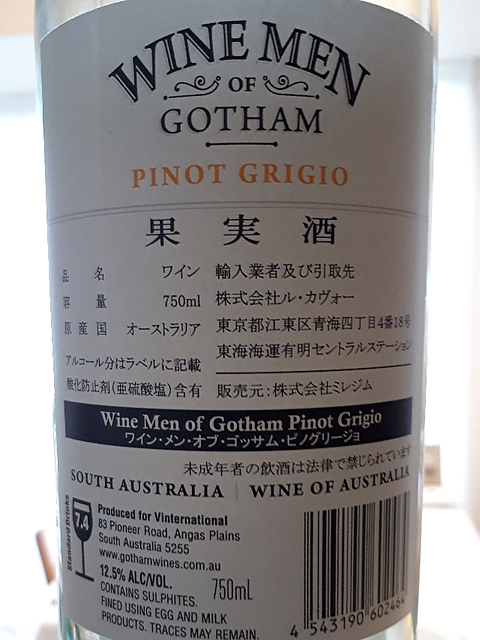 WINE MEN
OF
GOTHAM
PINOT GRIGIO
果実酒
品名 ワイン
容量 750ml
原産国 オーストラリア
アルコール分はラベルに記載
酸化防止剤(亜硫酸塩)含有
輸入業者及び引取先
株式会社ル・カヴォー
東京都江東区青海四丁目4番18号
東海海運有明セントラルステーション
販売元:株式会社ミレジム
Wine Men of Gotham Pinot Grigio
ワイン・メン・オブ・ゴッサム・ピノグリージョ
未成年者の飲酒は法律で禁じられています
SOUTH AUSTRALIA | WINE OF AUSTRALIA
Standard Drinks
7.4
Produced for Vinternational
83 Pioneer Road, Angas Plains
South Australia 5255
www.gothamwines.com.au
12.5% ALC/VOL.
750mL
CONTAINS SULPHITES.
FINED USING EGG AND MILK
PRODUCTS. TRACES MAY REMAIN.
4 543190 602464